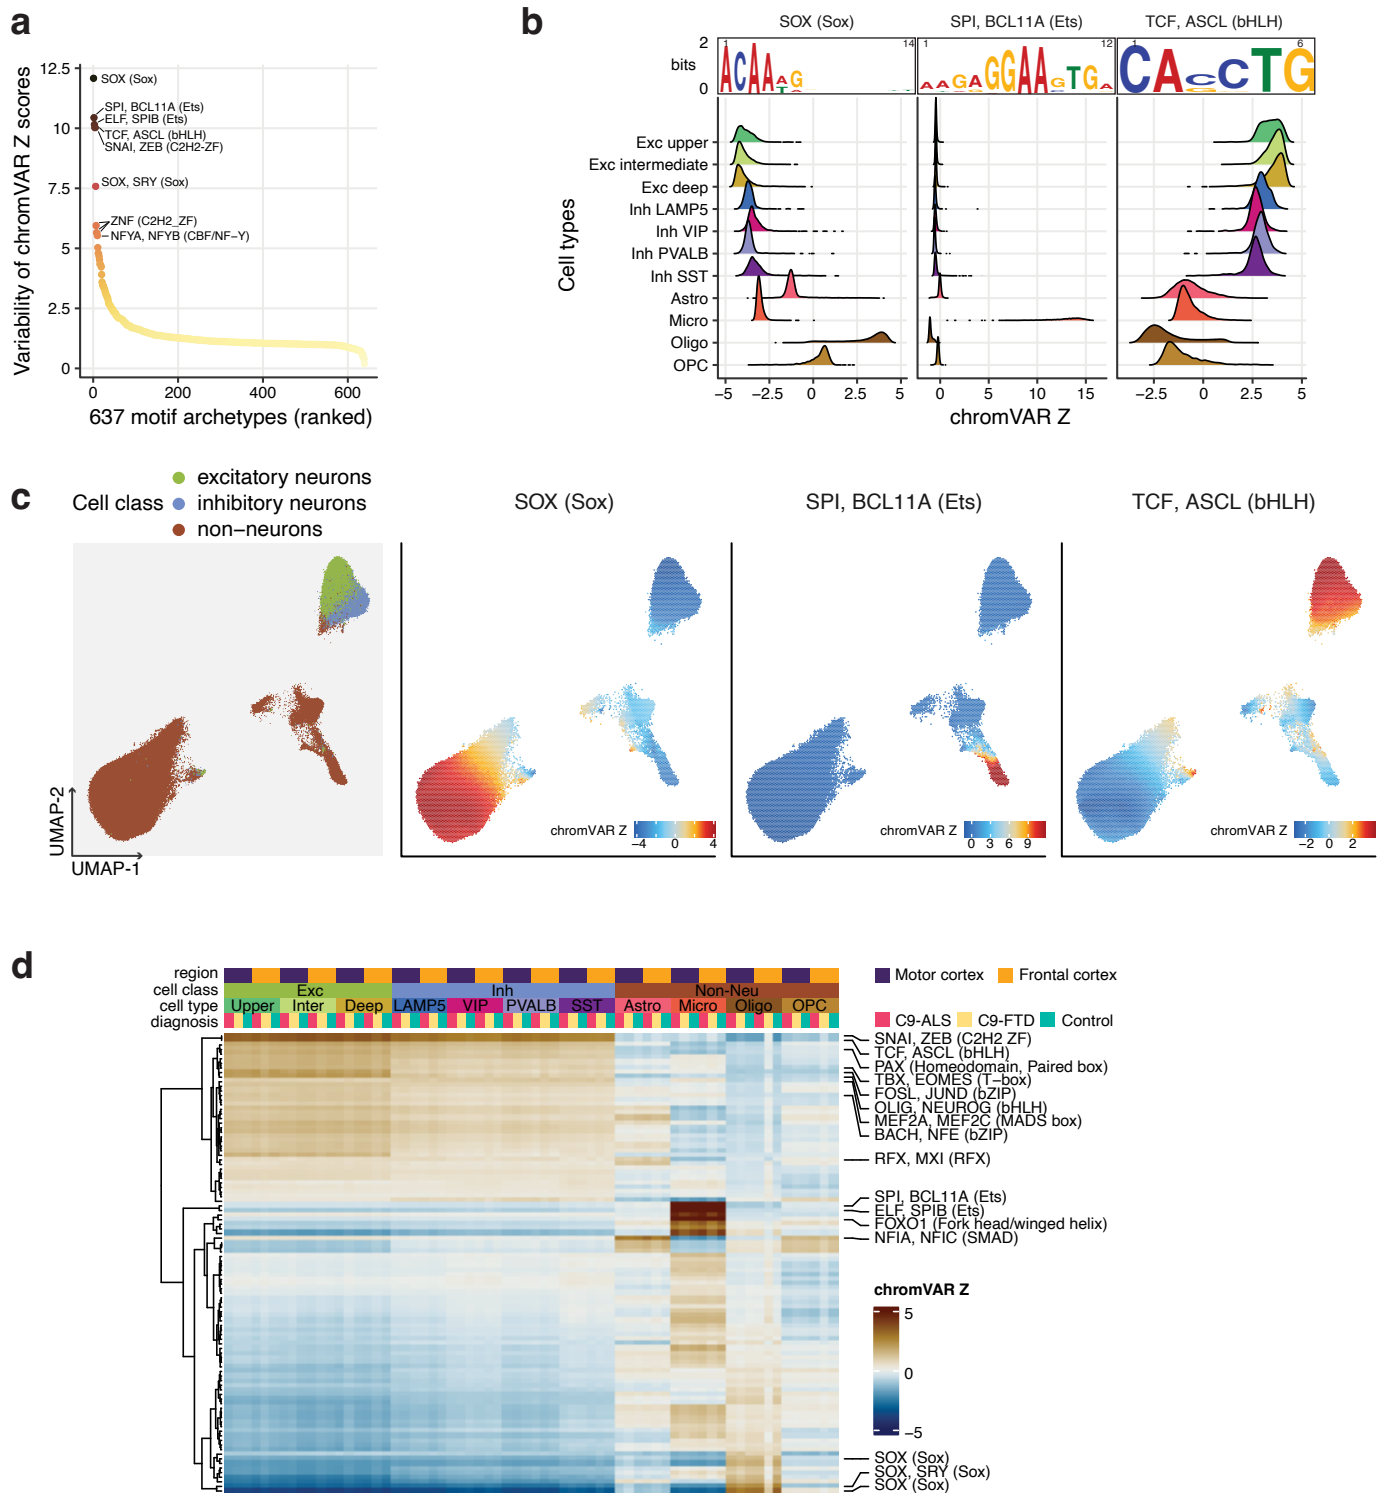 a
Variability of chromVAR Z scores
12.5
10
7.5
5
2.5
0
SOX (Sox)
SPI, BCL11A (Ets)
ELF, SPIB (Ets)
TCF, ASCL (bHLH)
SNAI, ZEB (C2H2-ZF)
SOX, SRY (Sox)
ZNF (C2H2_ZF)
NFYA, NFYB (CBF/NF-Y)
0 200 400 600
637 motif archetypes (ranked)
b
SOX (Sox) SPI, BCL11A (Ets) TCF, ASCL (bHLH)
2
bits
0
1 14 1 12 1 6
Cell types
Exc upper
Exc intermediate
Exc deep
Inh LAMP5
Inh VIP
Inh PVALB
Inh SST
Astro
Micro
Oligo
OPC
−5 −2.5 0 2.5 5 0 5 10 15 −2.5 0 2.5 5
chromVAR Z
c
Cell class
excitatory neurons
inhibitory neurons
non−neurons
SOX (Sox) SPI, BCL11A (Ets) TCF, ASCL (bHLH)
UMAP-2
UMAP-1
chromVAR Z
−4 0 4
chromVAR Z
0 3 6 9
chromVAR Z
−2 0 2
d
region
cell class
cell type
diagnosis
Exc Inh Non-Neu
Upper Inter Deep LAMP5 VIP PVALB SST Astro Micro Oligo OPC
Motor cortex Frontal cortex
C9-ALS C9-FTD Control
SNAI, ZEB (C2H2 ZF)
TCF, ASCL (bHLH)
PAX (Homeodomain, Paired box)
TBX, EOMES (T-box)
FOSL, JUND (bZIP)
OLIG, NEUROG (bHLH)
MEF2A, MEF2C (MADS box)
BACH, NFE (bZIP)
RFX, MXI (RFX)
SPI, BCL11A (Ets)
ELF, SPIB (Ets)
FOXO1 (Fork head/winged helix)
NFIA, NFIC (SMAD)
chromVAR Z
5
0
−5
SOX (Sox)
SOX, SRY (Sox)
SOX (Sox)